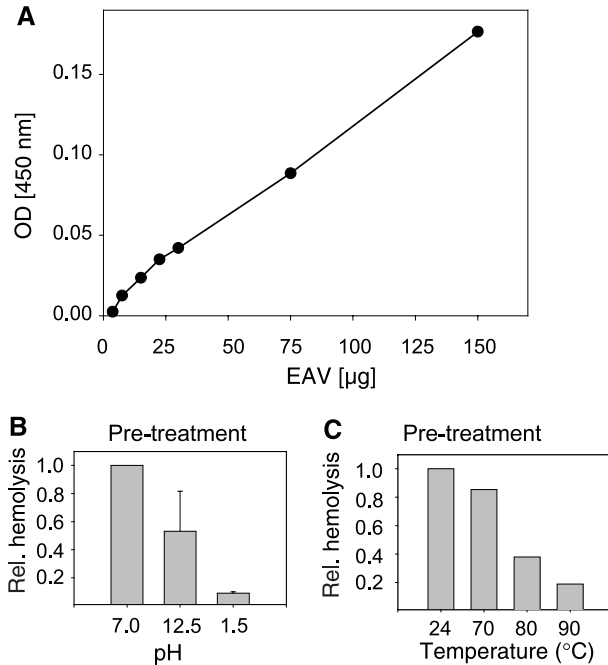 A
OD [450 nm]
0.15
0.10
0.05
0.00
0 25 50 75 100 125 150
EAV [µg]
B
Pre-treatment
Rel. hemolysis
1.0
0.8
0.6
0.4
0.2
7.0 12.5 1.5
pH
C
Pre-treatment
Rel. hemolysis
1.0
0.8
0.6
0.4
0.2
24 70 80 90
Temperature (°C)